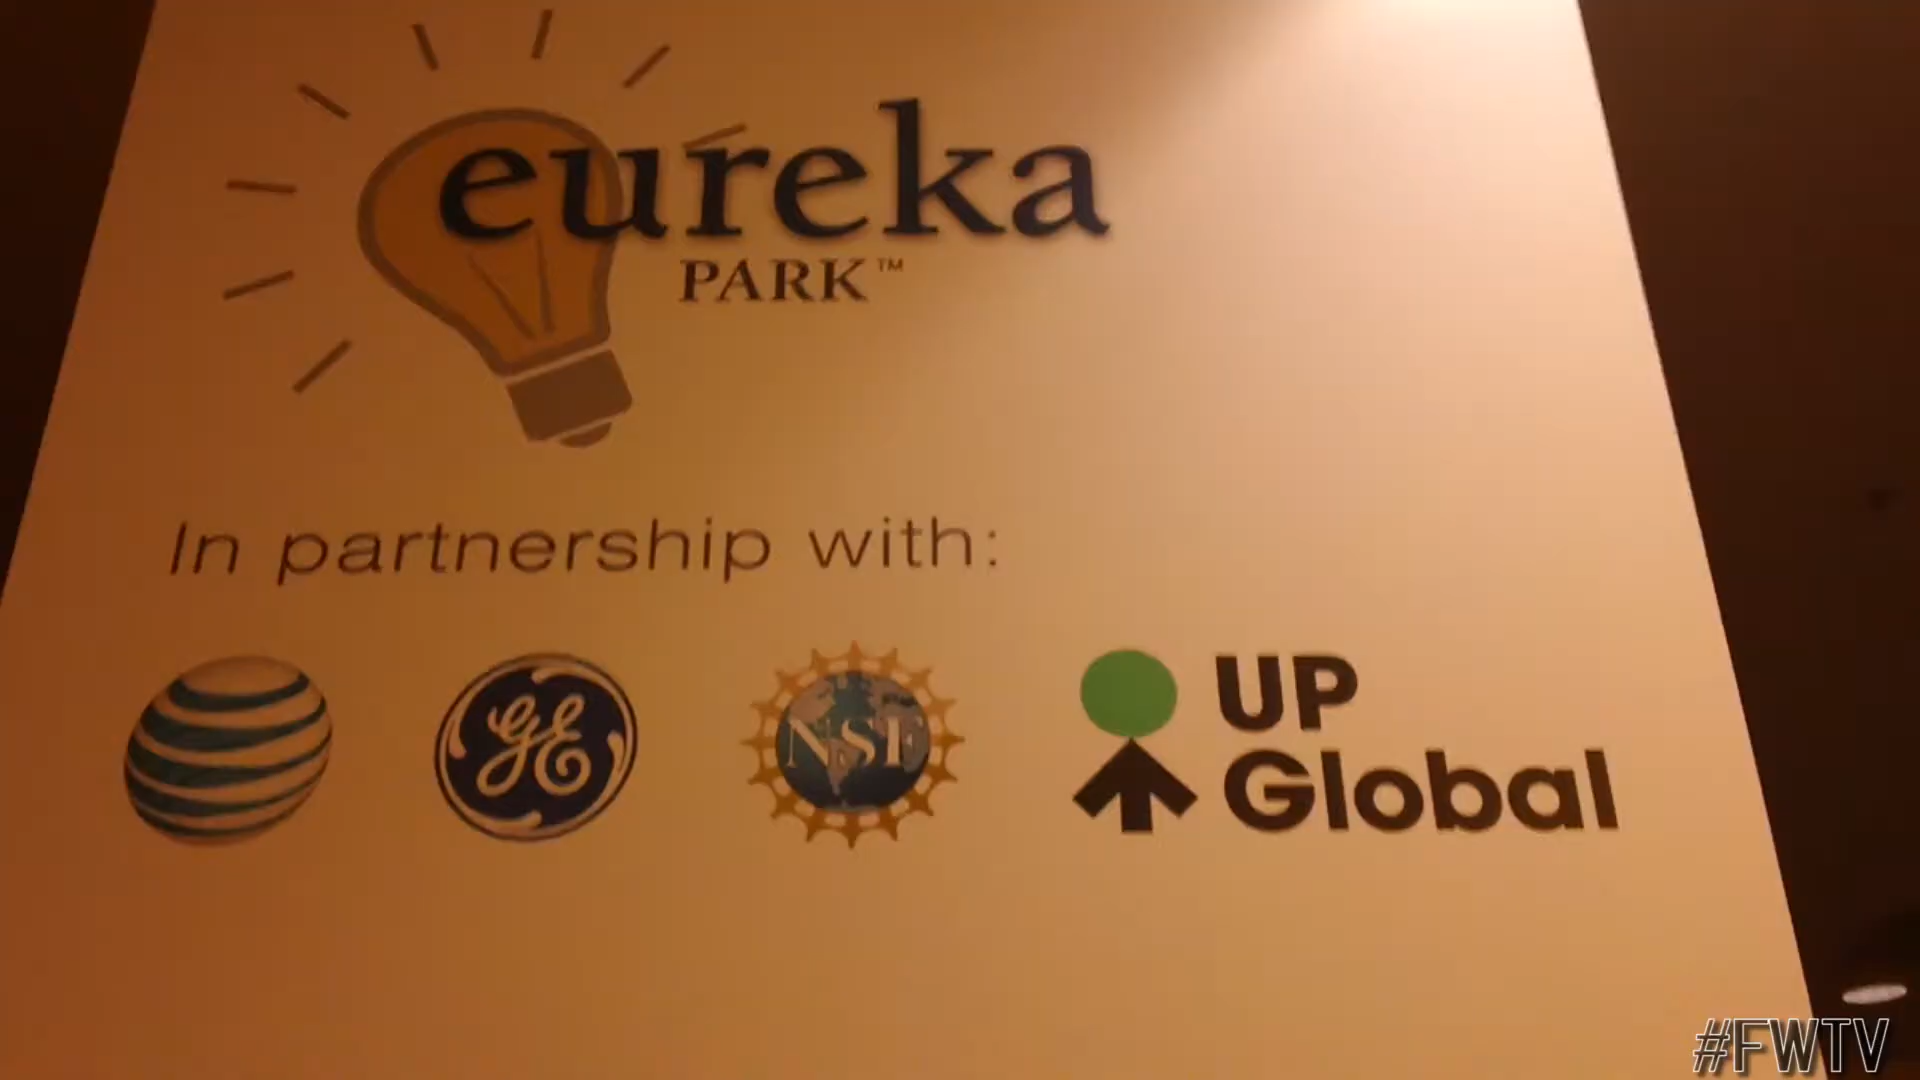 eureka
PARK™
In partnership with:
GE
NSF
UP
Global
#FWTV